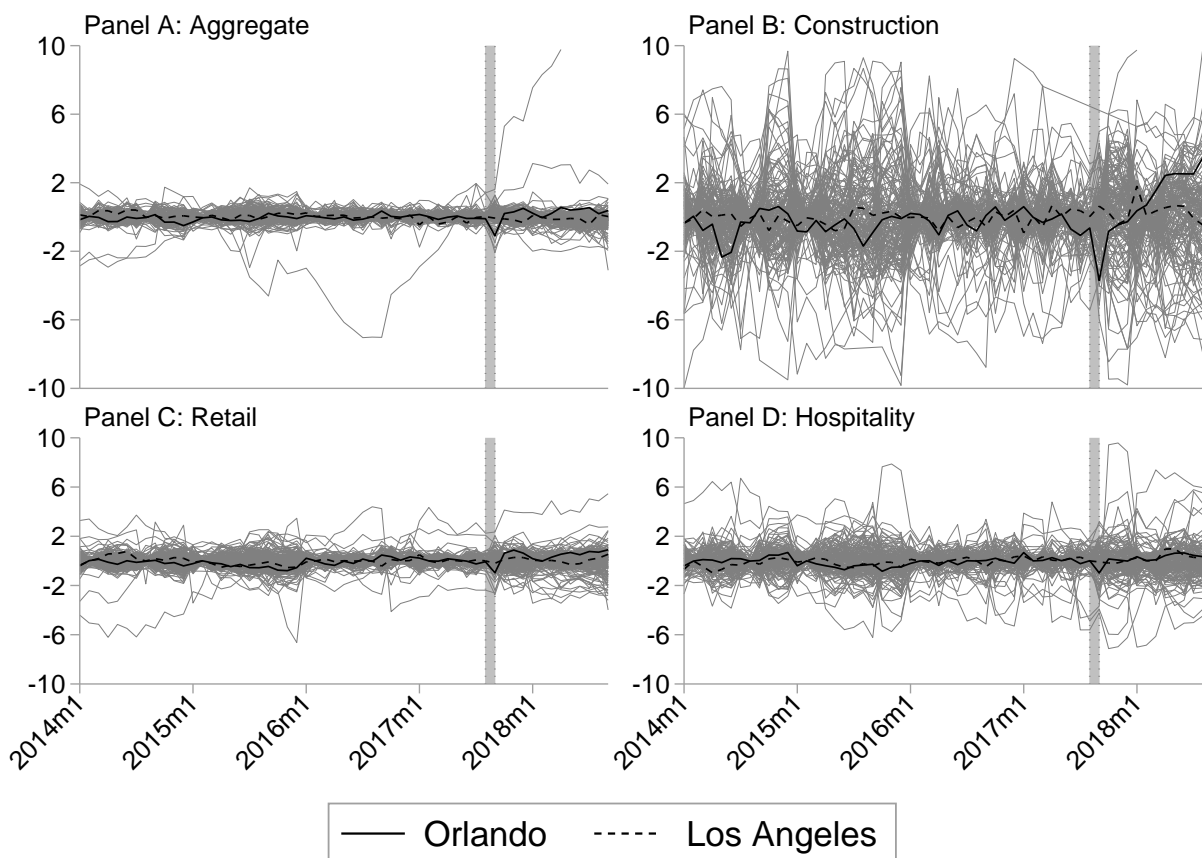 Panel A: Aggregate
10
6
2
-2
-6
-10
Panel B: Construction
10
6
2
-2
-6
-10
Panel C: Retail
10
6
2
-2
-6
-10
2014m1
2015m1
2016m1
2017m1
2018m1
Panel D: Hospitality
10
6
2
-2
-6
-10
2014m1
2015m1
2016m1
2017m1
2018m1
Orlando
Los Angeles